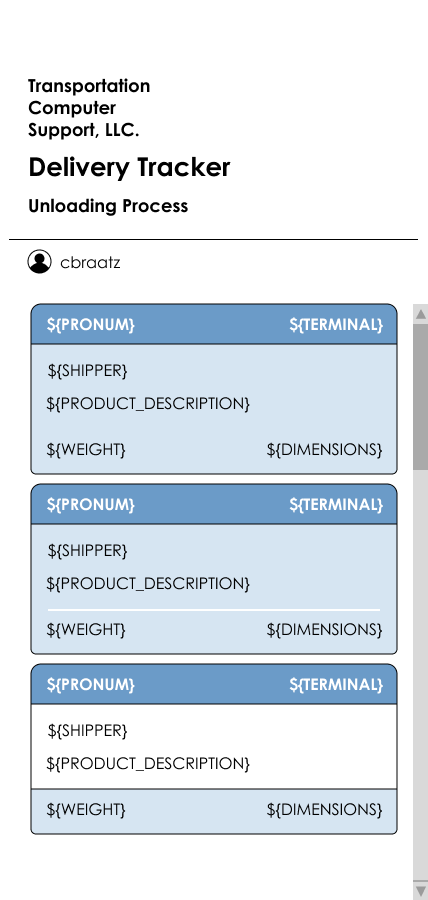 Transportation
Computer
Support, LLC.
Delivery Tracker
Unloading Process
cbraatz
${PRONUM} ${TERMINAL}
${SHIPPER}
${PRODUCT_DESCRIPTION}
${WEIGHT} ${DIMENSIONS}
${PRONUM} ${TERMINAL}
${SHIPPER}
${PRODUCT_DESCRIPTION}
${WEIGHT} ${DIMENSIONS}
${PRONUM} ${TERMINAL}
${SHIPPER}
${PRODUCT_DESCRIPTION}
${WEIGHT} ${DIMENSIONS}